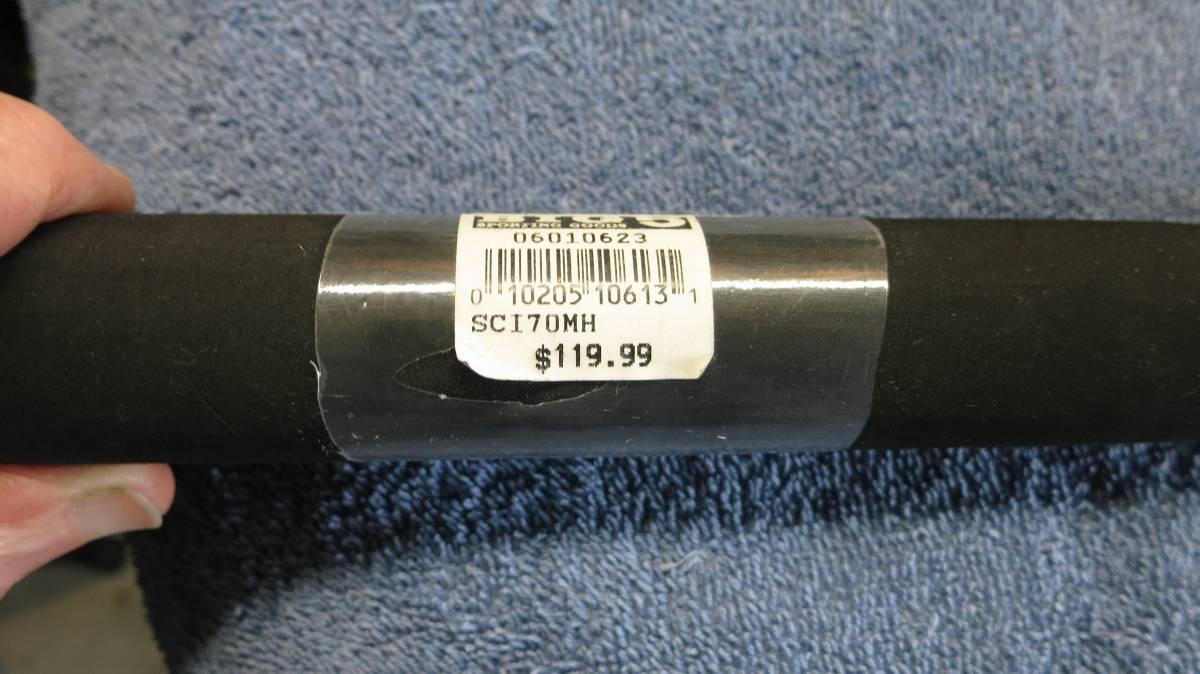 SPORTING GOODS
06010623
0 10205 10613 1
SCI70MH
$119.99